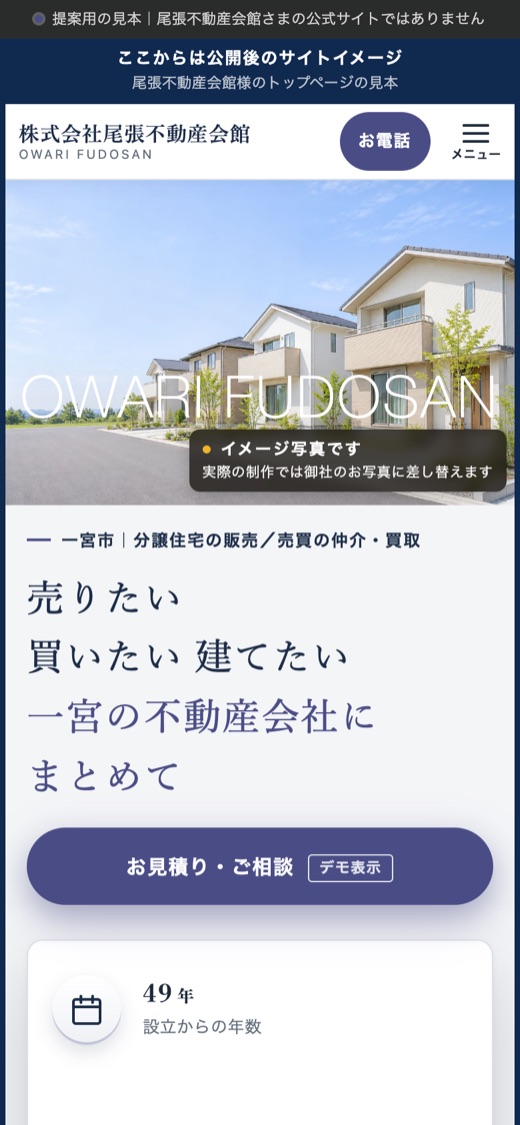 提案用の見本｜尾張不動産会館さまの公式サイトではありません
ここからは公開後のサイトイメージ
尾張不動産会館様のトップページの見本
株式会社尾張不動産会館
OWARI FUDOSAN
お電話
メニュー
OWARI FUDOSAN
イメージ写真です
実際の制作では御社のお写真に差し替えます
一宮市｜分譲住宅の販売／売買の仲介・買取
売りたい
買いたい 建てたい
一宮の不動産会社に
まとめて
お見積り・ご相談 デモ表示
49 年
設立からの年数